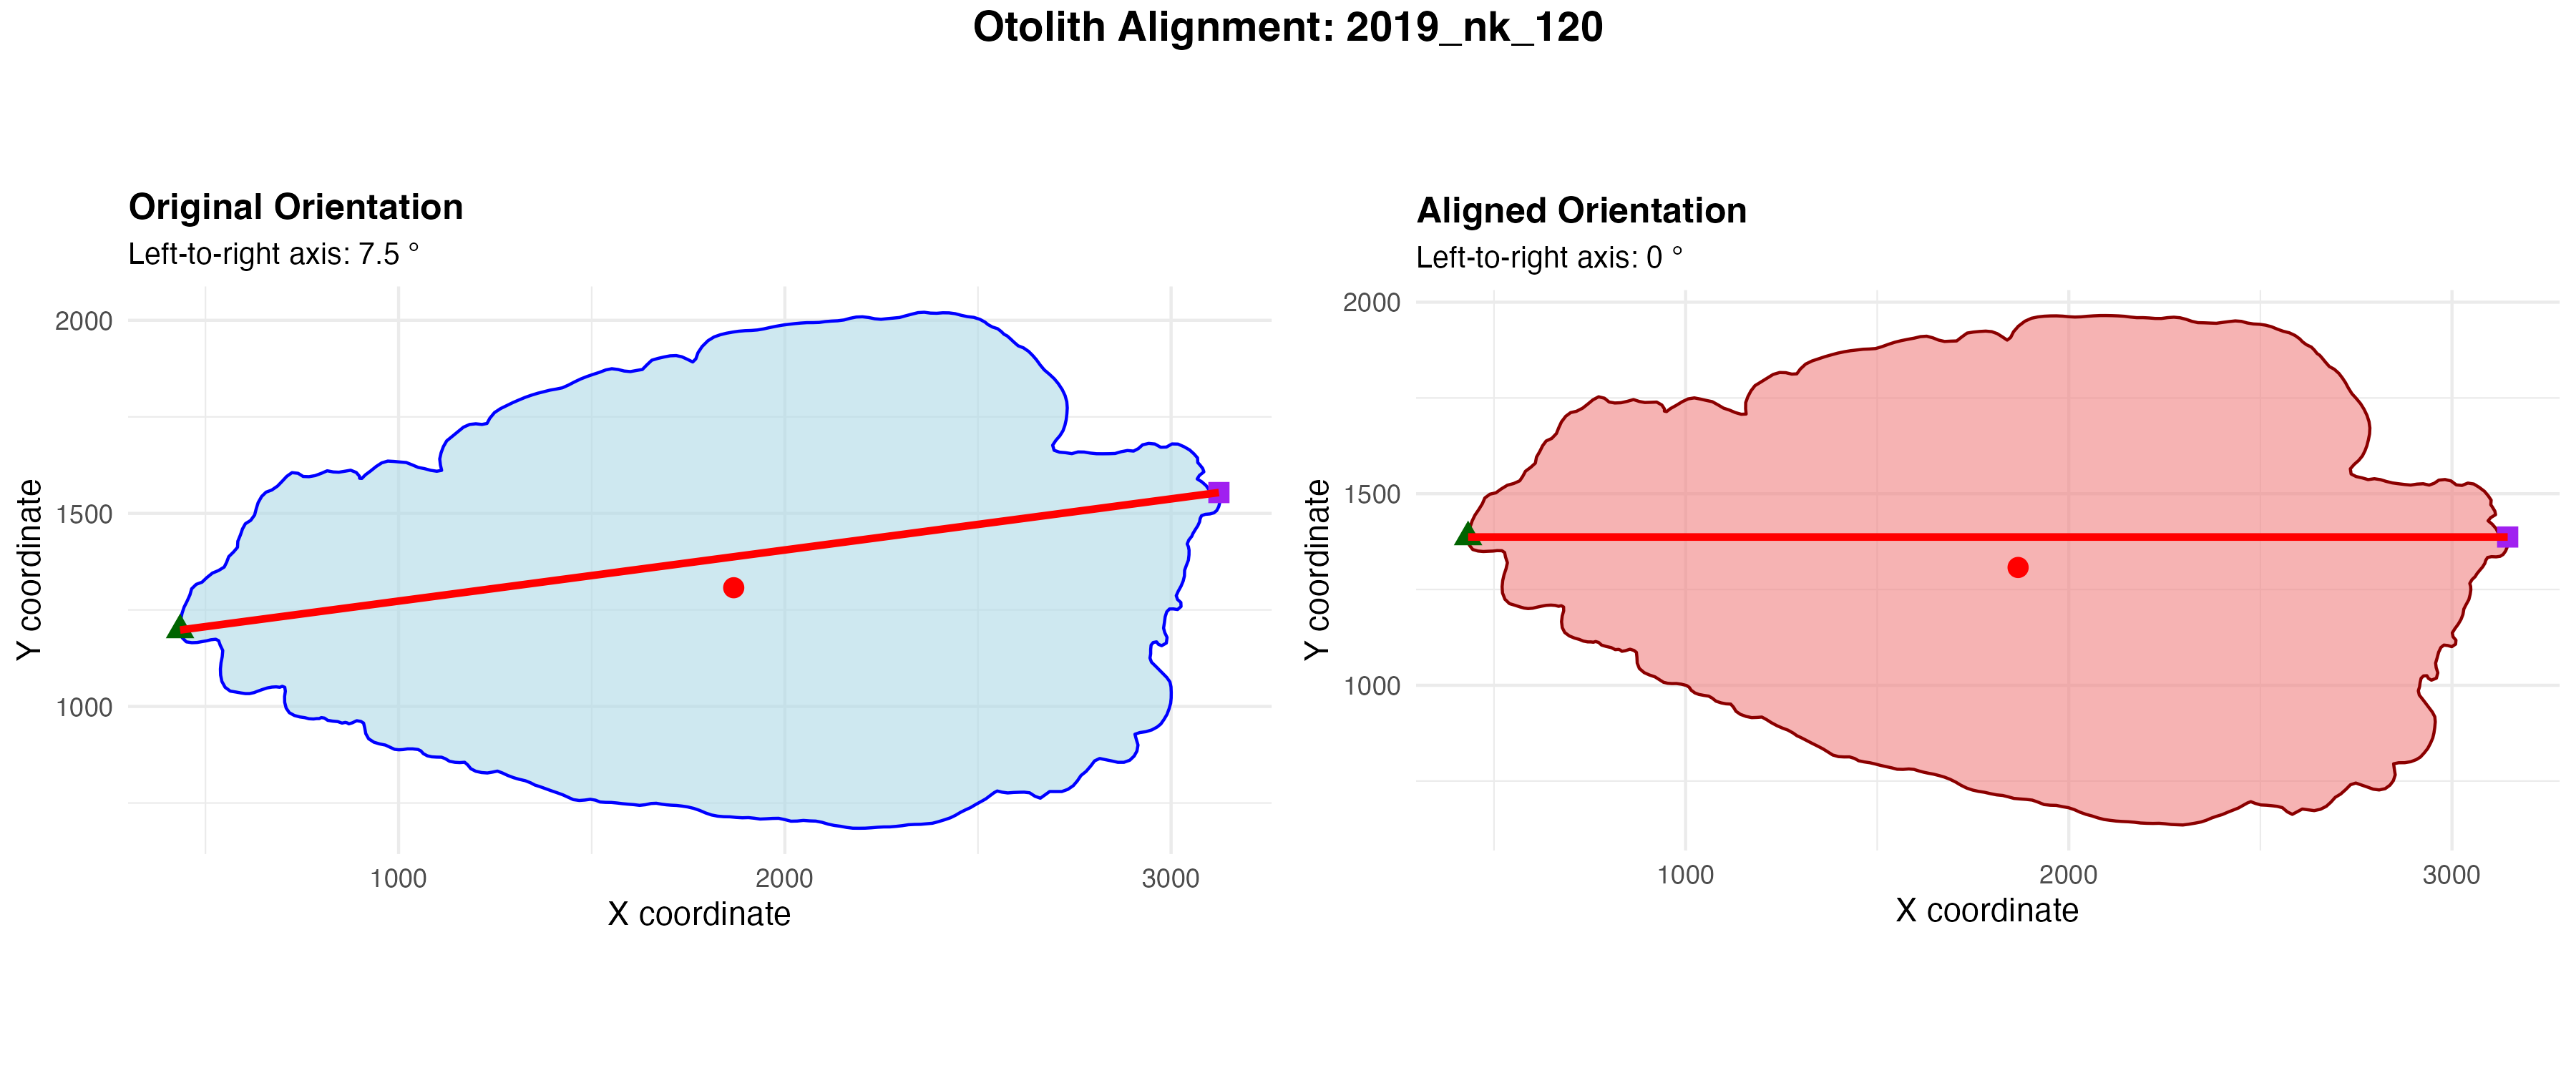 Otolith Alignment: 2019_nk_120
Original Orientation
Left-to-right axis: 7.5 °
Y coordinate
2000
1500
1000
1000
2000
3000
X coordinate
Aligned Orientation
Left-to-right axis: 0 °
Y coordinate
2000
1500
1000
1000
2000
3000
X coordinate